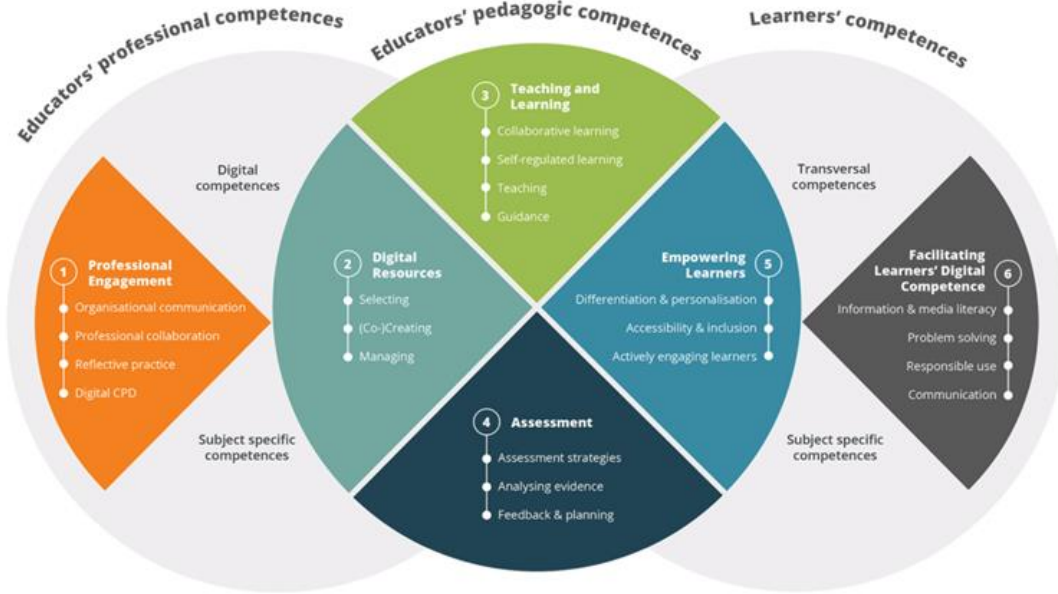 Educators' professional competences
Educators' pedagogic competences
Learners' competences
Digital
competences
Subject specific
competences
1
Professional
Engagement
Organisational communication
Professional collaboration
Reflective practice
Digital CPD
2
Digital
Resources
Selecting
(Co-)Creating
Managing
3
Teaching and
Learning
Collaborative learning
Self-regulated learning
Teaching
Guidance
4
Assessment
Assessment strategies
Analysing evidence
Feedback & planning
Empowering
Learners
5
Differentiation & personalisation
Accessibility & inclusion
Actively engaging learners
Transversal
competences
Subject specific
competences
Facilitating
Learners' Digital
Competence
6
Information & media literacy
Problem solving
Responsible use
Communication